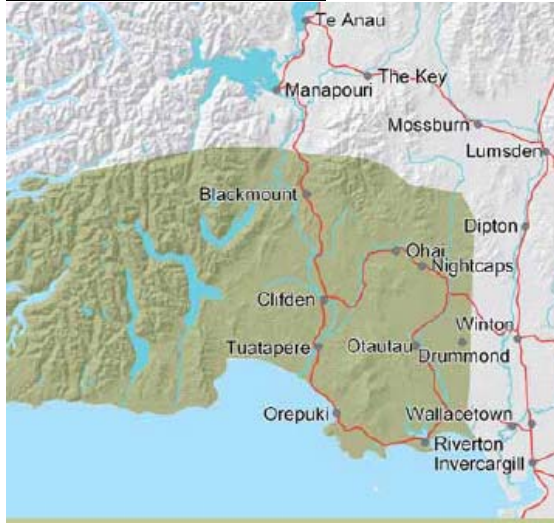 Te Anau
The Key
Manapouri
Mossburn
Lumsden
Blackmount
Dipton
Ohai
Nightcaps
Clifden
Winton
Tuatapere
Otautau
Drummond
Orepuki
Wallacetown
Riverton
Invercargill